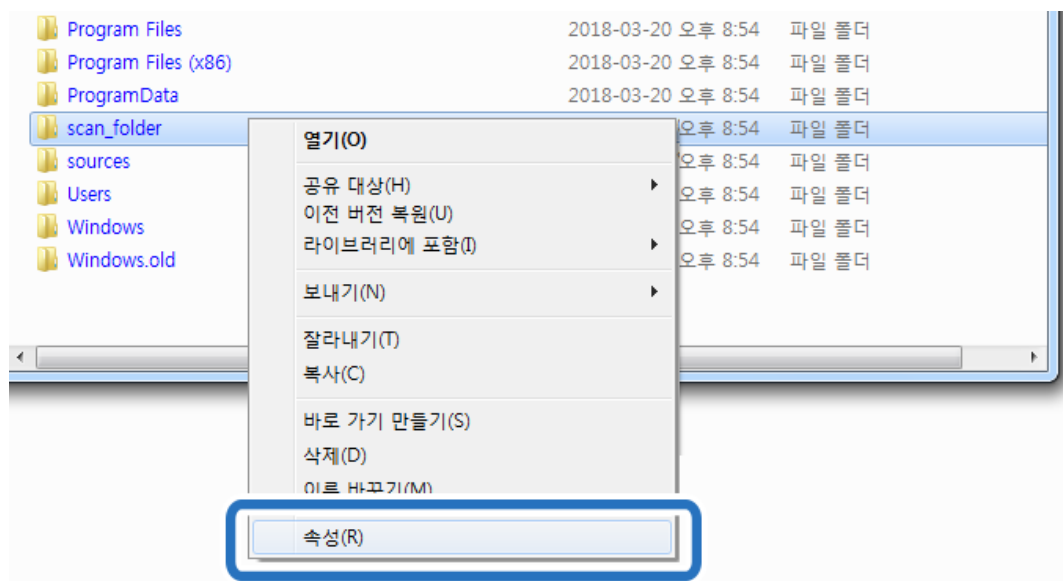 Program Files 2018-03-20 오후 8:54 파일 폴더
Program Files (x86) 2018-03-20 오후 8:54 파일 폴더
ProgramData 2018-03-20 오후 8:54 파일 폴더
scan_folder 오후 8:54 파일 폴더
sources 오후 8:54 파일 폴더
Users 오후 8:54 파일 폴더
Windows 오후 8:54 파일 폴더
Windows.old 오후 8:54 파일 폴더
열기(O)
공유 대상(H)
이전 버전 복원(U)
라이브러리에 포함(I)
보내기(N)
잘라내기(T)
복사(C)
바로 가기 만들기(S)
삭제(D)
이름 바꾸기(M)
속성(R)